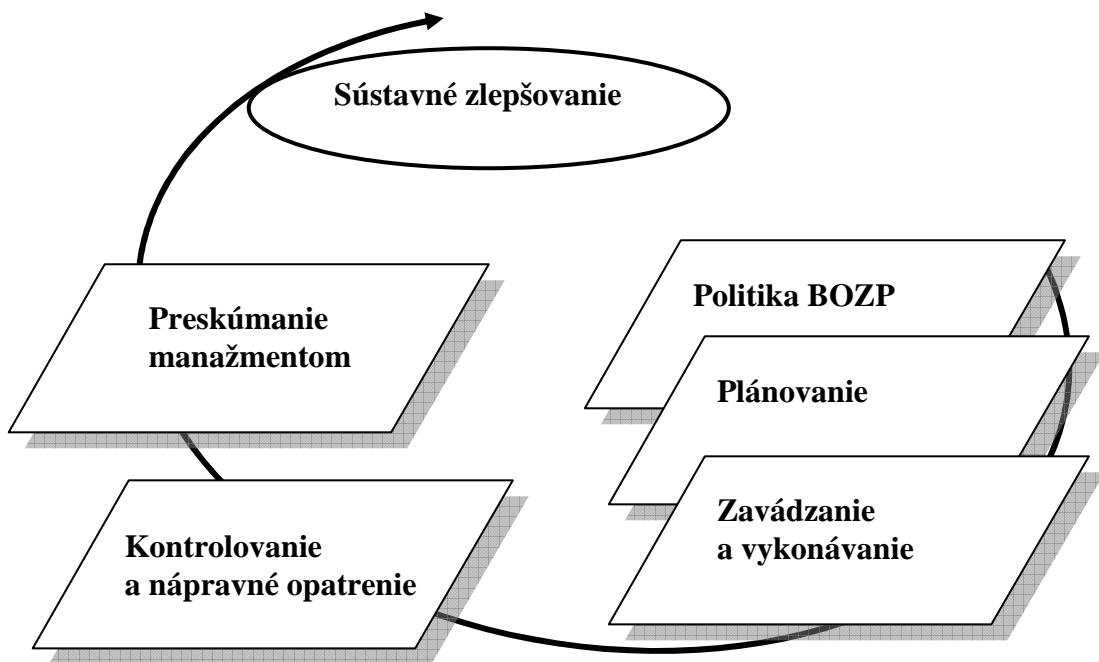 Sústavné zlepšovanie
Politika BOZP
Preskúmanie
manažmentom
Plánovanie
Zavádzanie
a vykonávanie
Kontrolovanie
a nápravné opatrenie